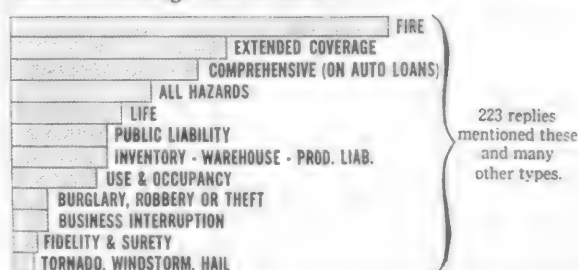 FIRE
EXTENDED COVERAGE
COMPREHENSIVE (ON AUTO LOANS)
ALL HAZARDS
LIFE
PUBLIC LIABILITY
INVENTORY - WAREHOUSE - PROD. LIAB.
USE & OCCUPANCY
BURGLARY, ROBBERY OR THEFT
BUSINESS INTERRUPTION
FIDELITY & SURETY
TORNADO, WINDSTORM, HAIL
223 replies
mentioned these
and many
other types.